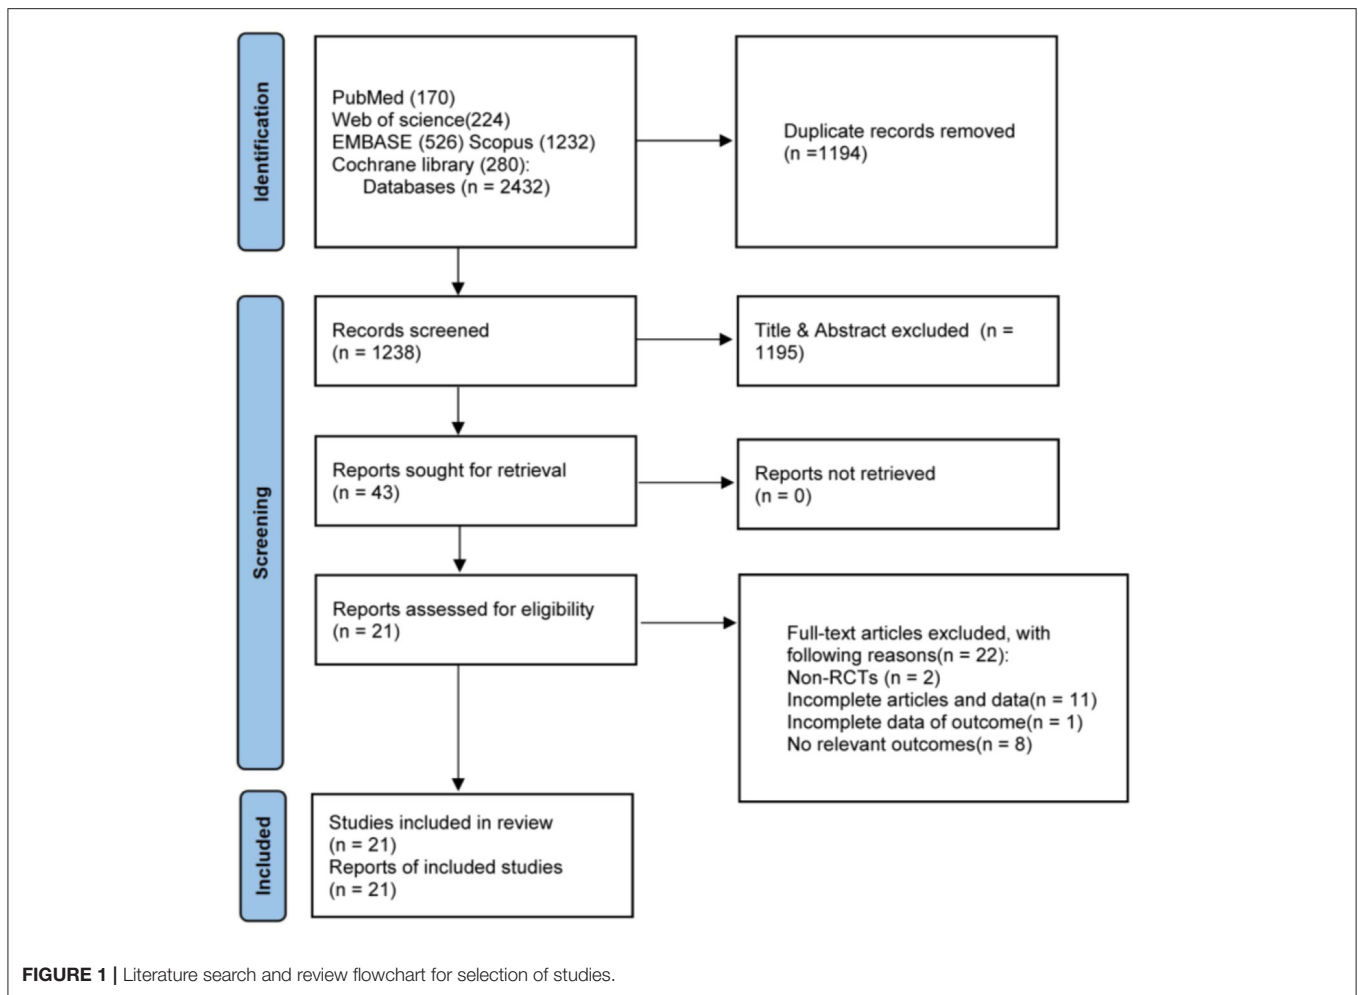 Identification
PubMed (170)
Web of science(224)
EMBASE (526) Scopus (1232)
Cochrane library (280):
Databases (n = 2432)
Duplicate records removed
(n =1194)
Screening
Records screened
(n = 1238)
Title & Abstract excluded (n =
1195)
Reports sought for retrieval
(n = 43)
Reports not retrieved
(n = 0)
Reports assessed for eligibility
(n = 21)
Full-text articles excluded, with
following reasons(n = 22):
Non-RCTs (n = 2)
Incomplete articles and data(n = 11)
Incomplete data of outcome(n = 1)
No relevant outcomes(n = 8)
Included
Studies included in review
(n = 21)
Reports of included studies
(n = 21)
FIGURE 1 | Literature search and review flowchart for selection of studies.